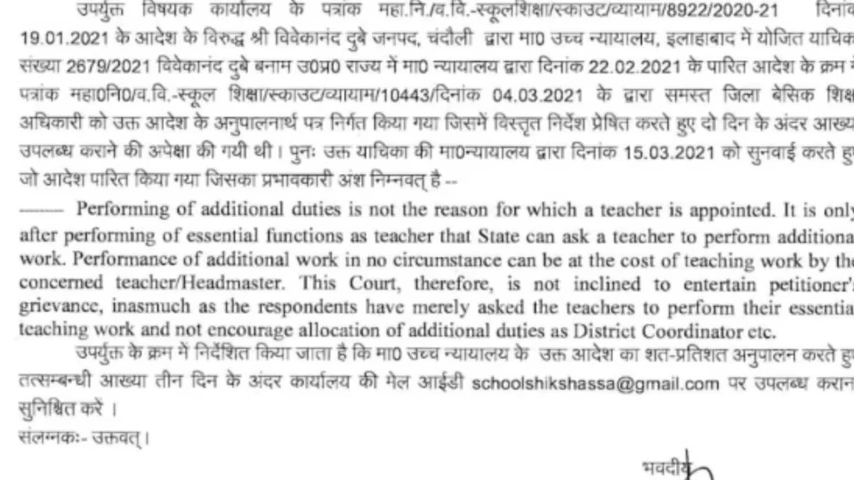 उपर्युक्त विषयक कार्यालय के पत्रांक महा.नि./व.वि.-स्कूलशिक्षा/स्काउट/व्यायाम/8922/2020-21 दिनांक
19.01.2021 के आदेश के विरुद्ध श्री विवेकानंद दुबे जनपद, चंदौली द्वारा मा0 उच्च न्यायालय, इलाहाबाद में योजित याचिक
संख्या 2679/2021 विवेकानंद दुबे बनाम उ0प्र0 राज्य में मा0 न्यायालय द्वारा दिनांक 22.02.2021 के पारित आदेश के क्रम
पत्रांक महा0नि0/व.वि.-स्कूल शिक्षा/स्काउट/व्यायाम/10443/दिनांक 04.03.2021 के द्वारा समस्त जिला बेसिक शिक्ष
अधिकारी को उक्त आदेश के अनुपालनार्थ पत्र निर्गत किया गया जिसमें विस्तृत निर्देश प्रेषित करते हुए दो दिन के अंदर आख्य
उपलब्ध कराने की अपेक्षा की गयी थी। पुनः उक्त याचिका की मा0न्यायालय द्वारा दिनांक 15.03.2021 को सुनवाई करते हु
जो आदेश पारित किया गया जिसका प्रभावकारी अंश निम्नवत् है --
—— Performing of additional duties is not the reason for which a teacher is appointed. It is only
after performing of essential functions as teacher that State can ask a teacher to perform additiona
work. Performance of additional work in no circumstance can be at the cost of teaching work by the
concerned teacher/Headmaster. This Court, therefore, is not inclined to entertain petitioner's
grievance, inasmuch as the respondents have merely asked the teachers to perform their essentia
teaching work and not encourage allocation of additional duties as District Coordinator etc.
उपर्युक्त के क्रम में निर्देशित किया जाता है कि मा0 उच्च न्यायालय के उक्त आदेश का शत-प्रतिशत अनुपालन करते हु
तत्सम्बन्धी आख्या तीन दिन के अंदर कार्यालय की मेल आईडी schoolshikshassa@gmail.com पर उपलब्ध करान
सुनिश्चित करें ।
संलग्नकः- उक्तवत्।
भवदीय